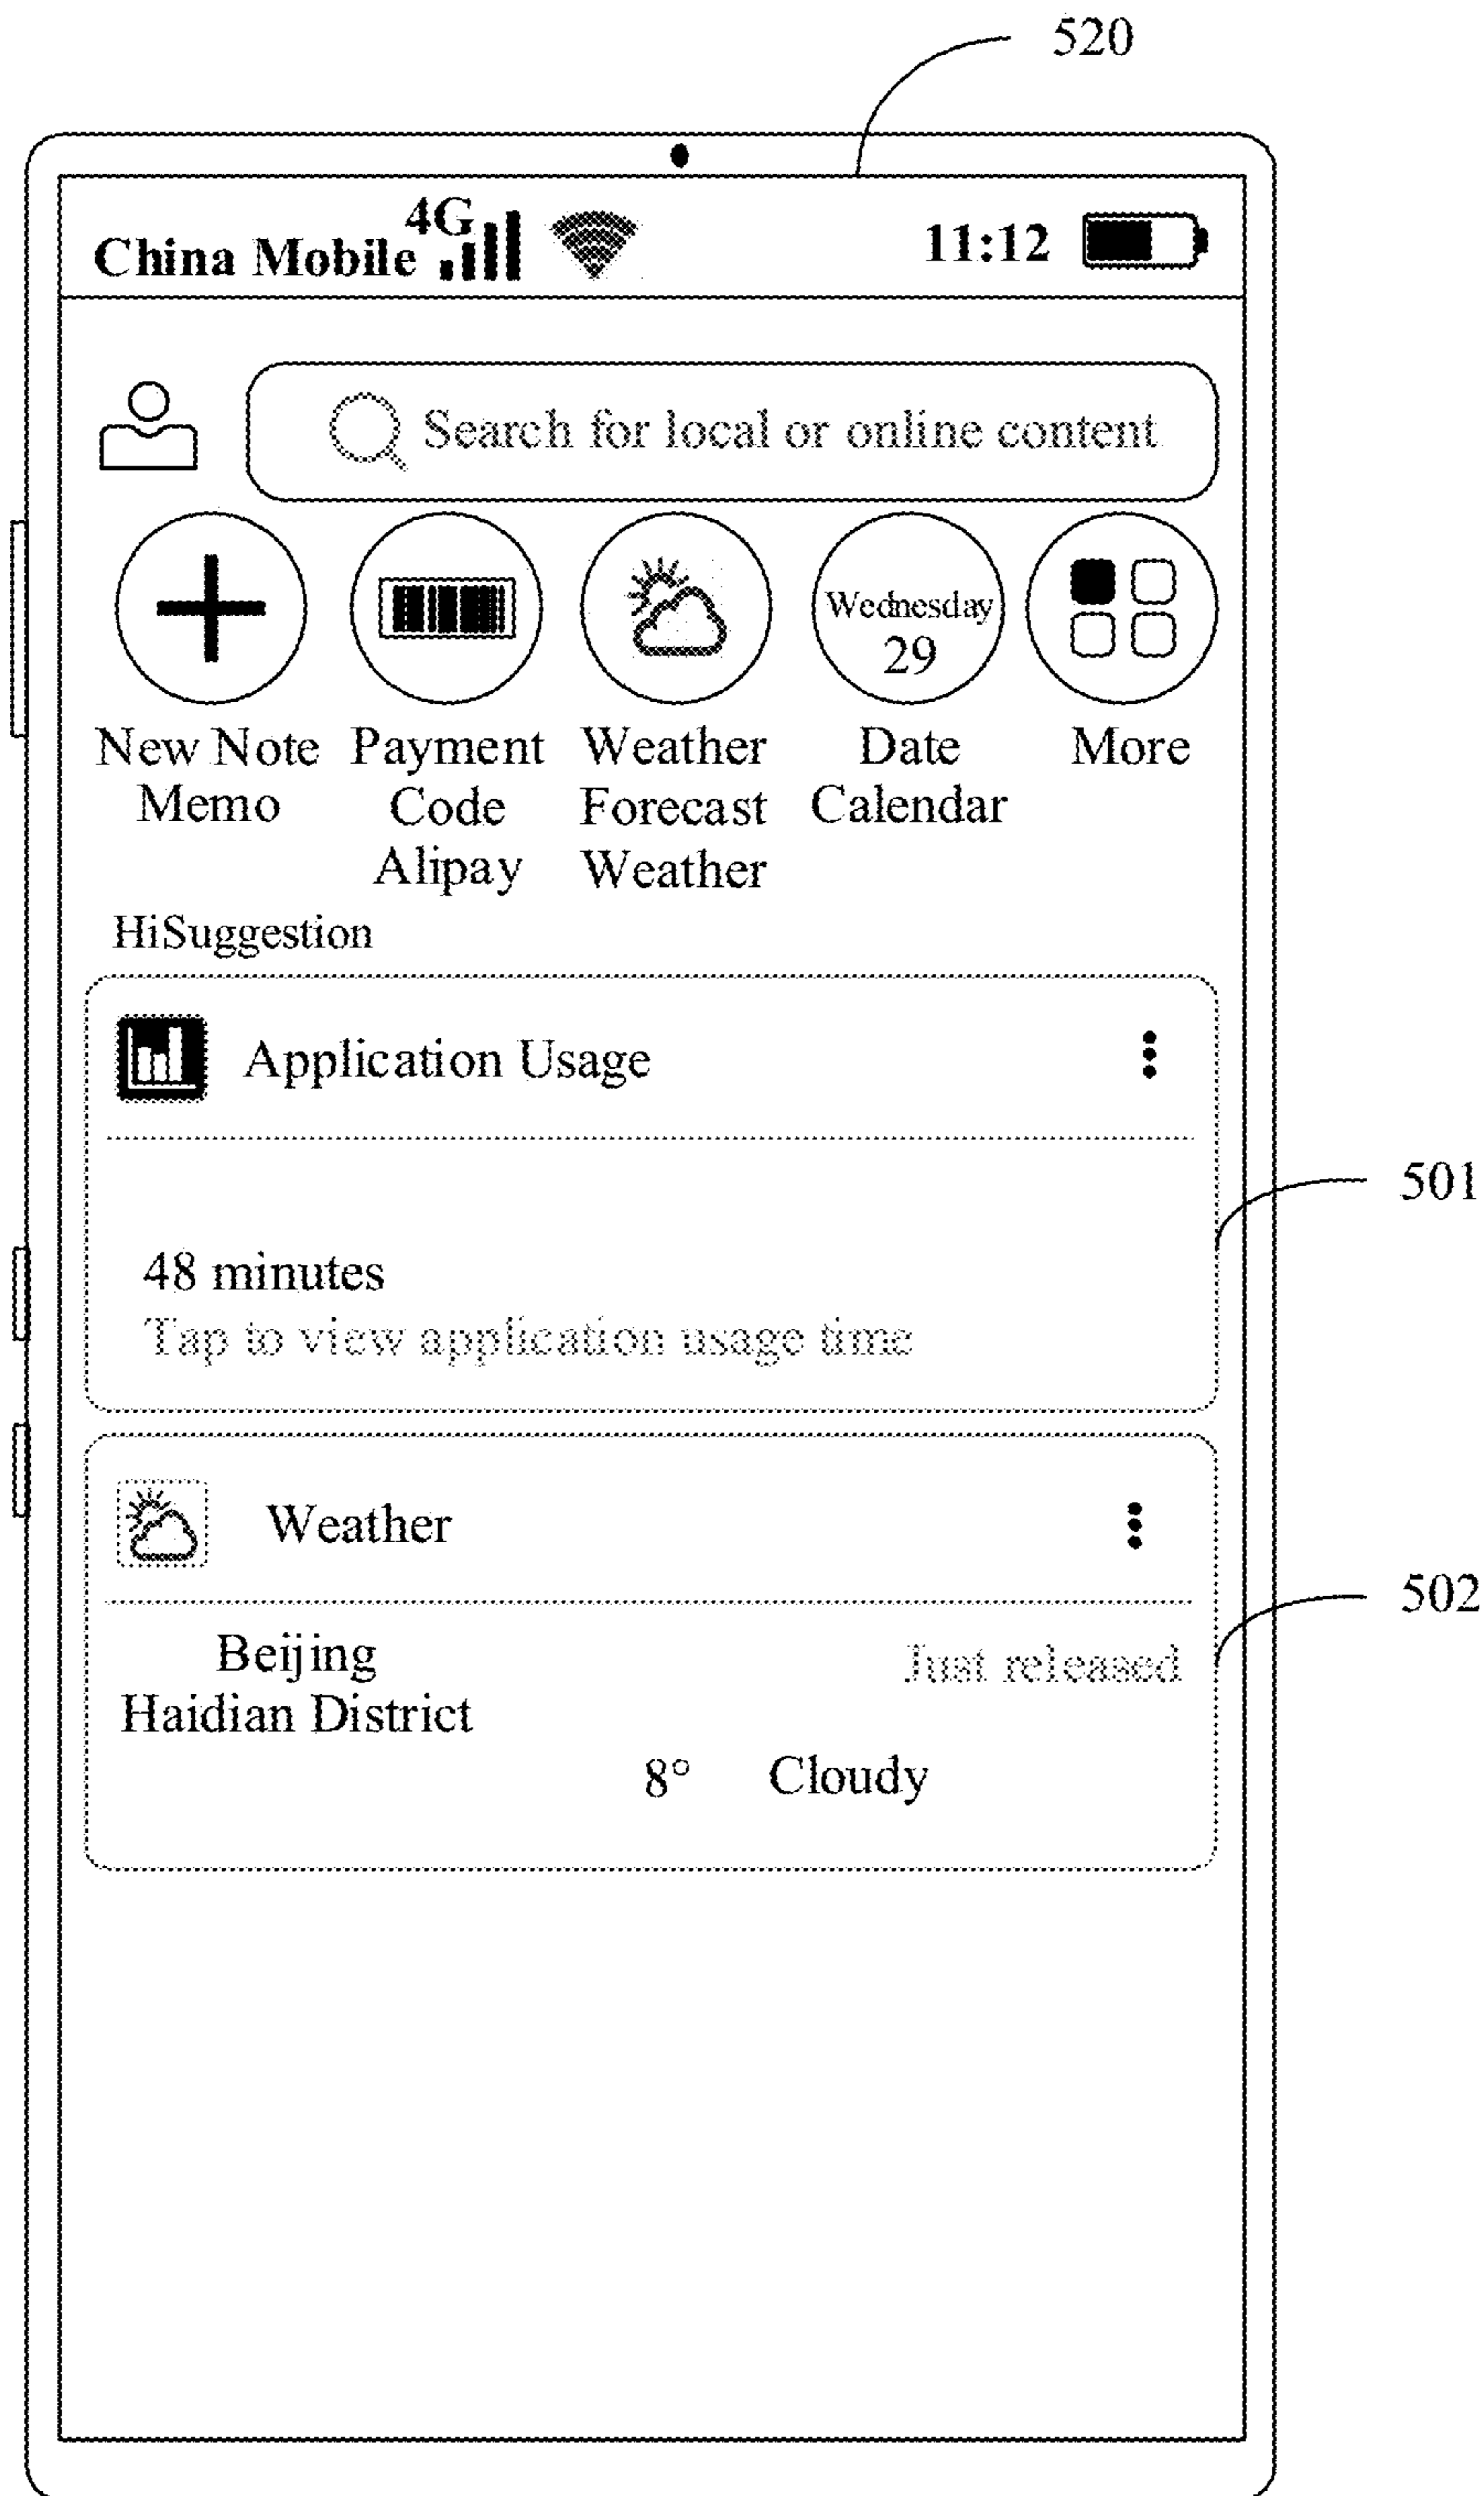 520
4G
China Mobile
11:12
Search for local or online content
Wednesday
29
New Note
Memo
Payment
Code
Alipay
Weather
Forecast
Weather
Date
Calendar
More
HiSuggestion
Application Usage
501
48 minutes
Tap to view application usage time
Weather
502
Beijing
Haidian District
Just released
8° Cloudy